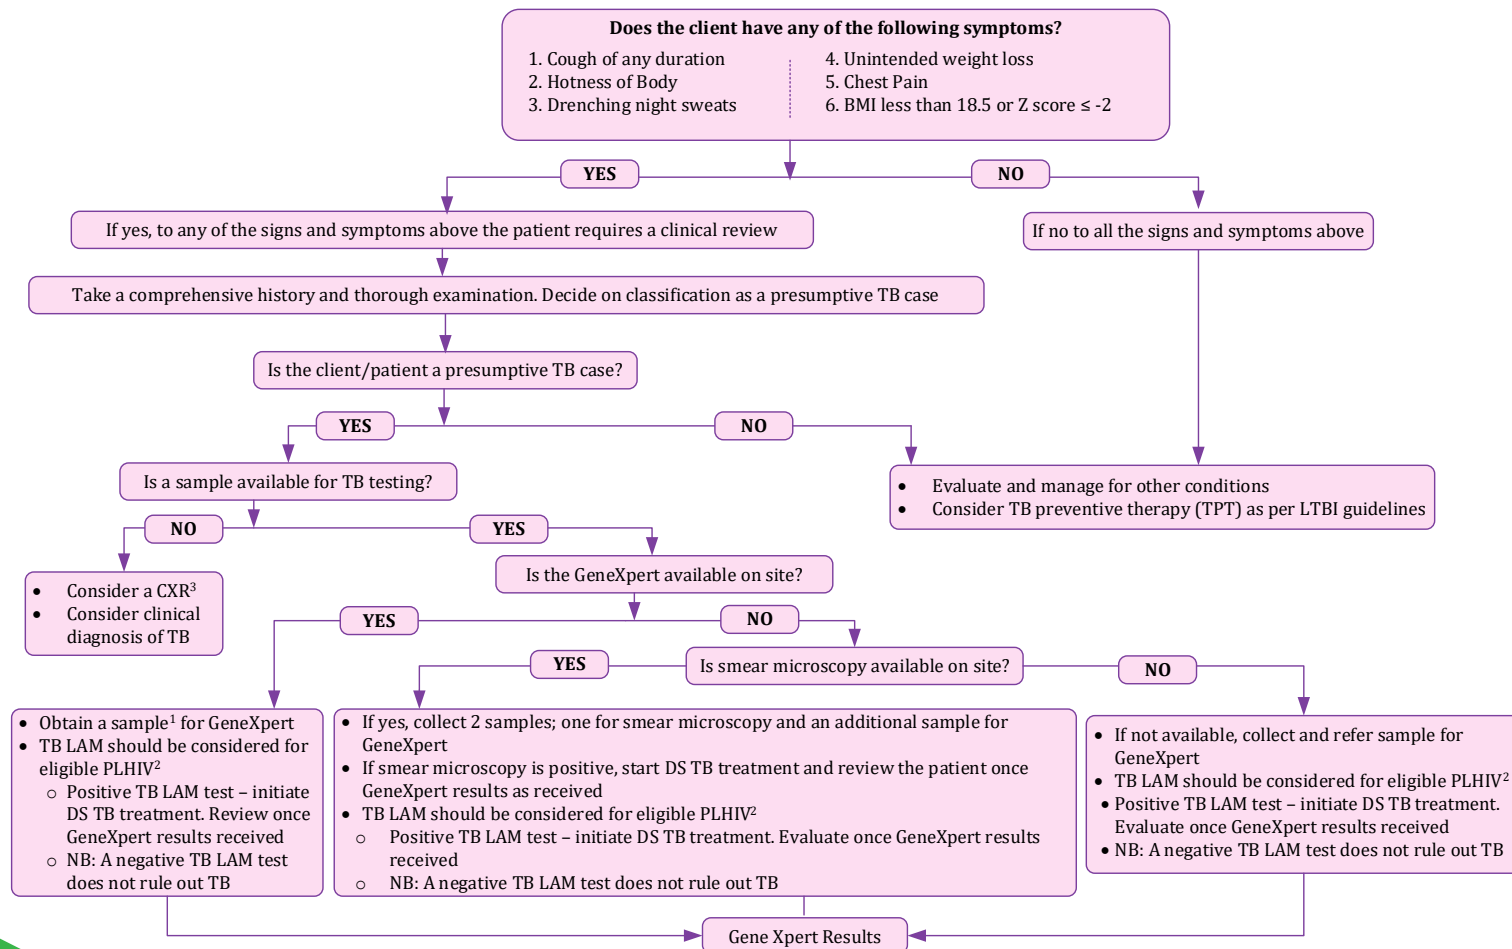 Does the client have any of the following symptoms?
1. Cough of any duration
2. Hotness of Body
3. Drenching night sweats
4. Unintended weight loss
5. Chest Pain
6. BMI less than 18.5 or Z score ≤ -2
YES
NO
If yes, to any of the signs and symptoms above the patient requires a clinical review
If no to all the signs and symptoms above
Take a comprehensive history and thorough examination. Decide on classification as a presumptive TB case
Is the client/patient a presumptive TB case?
YES
NO
Is a sample available for TB testing?
• Evaluate and manage for other conditions
• Consider TB preventive therapy (TPT) as per LTBI guidelines
NO
YES
• Consider a CXR³
• Consider clinical
diagnosis of TB
Is the GeneXpert available on site?
YES
NO
Is smear microscopy available on site?
YES
NO
• Obtain a sample¹ for GeneXpert
• TB LAM should be considered for
eligible PLHIV²
o Positive TB LAM test – initiate
DS TB treatment. Review once
GeneXpert results received
o NB: A negative TB LAM test
does not rule out TB
• If yes, collect 2 samples; one for smear microscopy and an additional sample for
GeneXpert
• If smear microscopy is positive, start DS TB treatment and review the patient once
GeneXpert results as received
• TB LAM should be considered for eligible PLHIV²
o Positive TB LAM test – initiate DS TB treatment. Evaluate once GeneXpert results
received
o NB: A negative TB LAM test does not rule out TB
• If not available, collect and refer sample for
GeneXpert
• TB LAM should be considered for eligible PLHIV²
• Positive TB LAM test – initiate DS TB treatment.
Evaluate once GeneXpert results received
• NB: A negative TB LAM test does not rule out TB
Gene Xpert Results